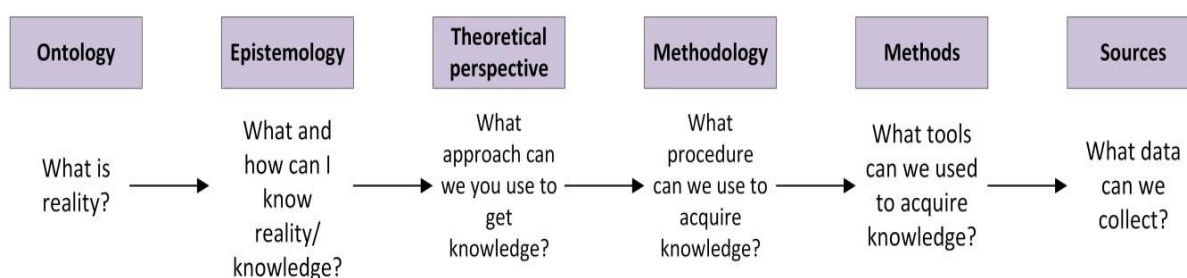 Ontology
Epistemology
Theoretical
perspective
Methodology
Methods
Sources
What is
reality?
What and
how can I
know
reality/
knowledge?
What
approach can
we you use to
get
knowledge?
What
procedure
can we use to
acquire
knowledge?
What tools
can we used
to acquire
knowledge?
What data
can we
collect?